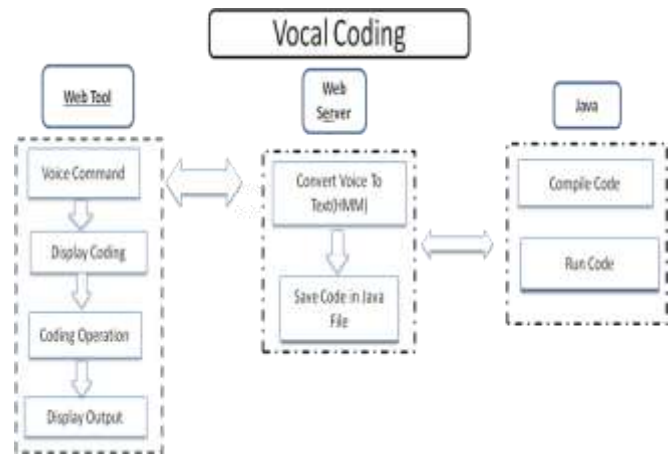 Vocal Coding
Web Tool
Voice Command
Display Coding
Coding Operation
Display Output
Web
Server
Convert Voice To
Text(HMM)
Save Code in Java
File
Java
Compile Code
Run Code